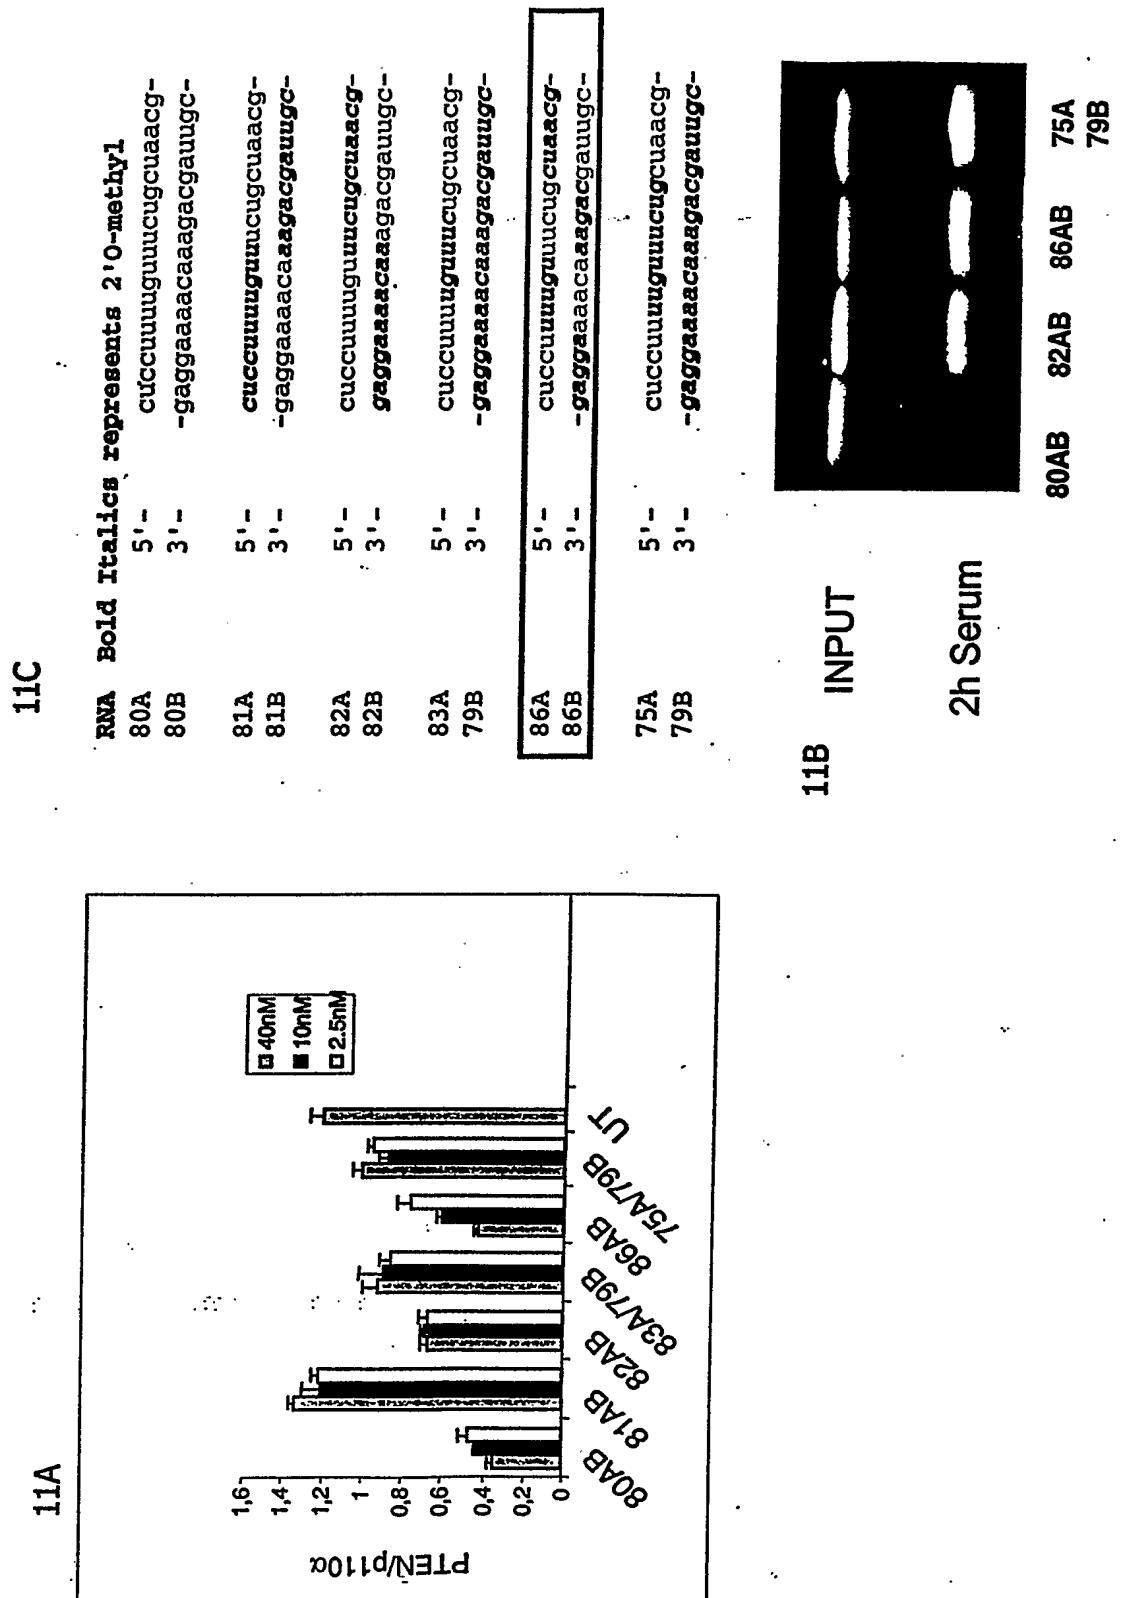 11A
PTEN/p110α
1,6
1,4
1,2
1
0,8
0,6
0,4
0,2
0
40nM
10nM
2.5nM
80AB
81AB
82AB
83A/79B
86AB
75A/79B
UT
11C
RNA Bold Italics represents 2'O-methyl
80A 5'- cuccuuuuguuucugcuaacg-
80B 3'- -gaggaaaacaaagacgauugc-
81A 5'- cuccuuuuguuucugcuaacg-
81B 3'- -gaggaaaacaaagacgauugc-
82A 5'- cuccuuuuguuucugcuaacg-
82B 3'- gaggaaaacaaagacgauugc-
83A 5'- cuccuuuuguuucugcuaacg-
79B 3'- -gaggaaaacaaagacgauugc-
86A 5'- cuccuuuuguuucugcuaacg-
86B 3'- -gaggaaaacaaagacgauugc-
75A 5'- cuccuuuuguuucugcuaacg-
79B 3'- -gaggaaaacaaagacgauugc-
11B
INPUT
2h Serum
80AB 82AB 86AB 75A
79B